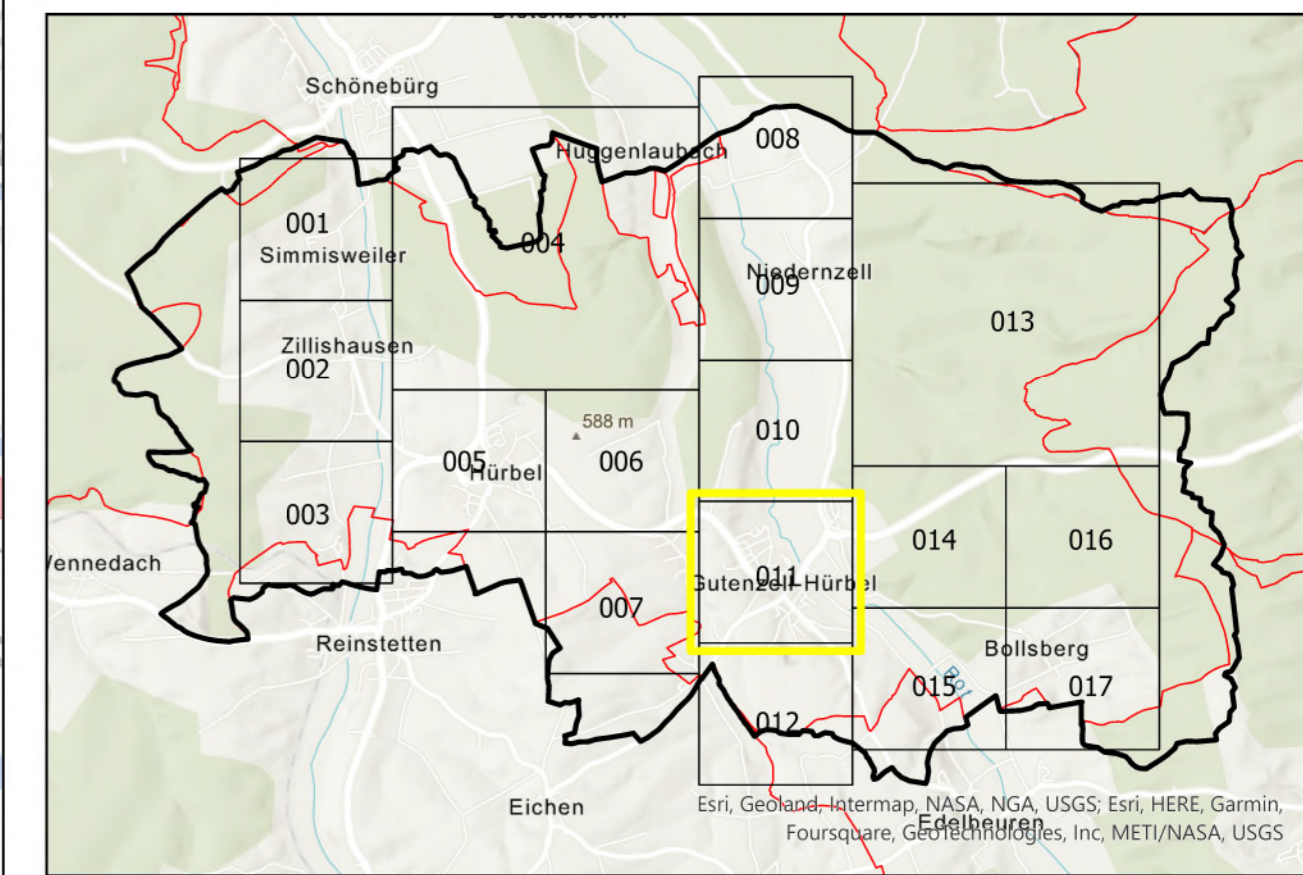 Schönebürg
008
Huggenlaubach
001
004
Simmisweiler
Niedernzell
009
013
Zillishausen
002
588 m
010
005
006
Hürbel
003
014
016
011
Gutenzell-Hürbel
007
Reinstetten
Bollsberg
Rot
015
017
012
Eichen
Esri, Geoland, Intermap, NASA, NGA, USGS; Esri, HERE, Garmin,
Edelbeuren
Foursquare, GeoTechnologies, Inc, METI/NASA, USGS